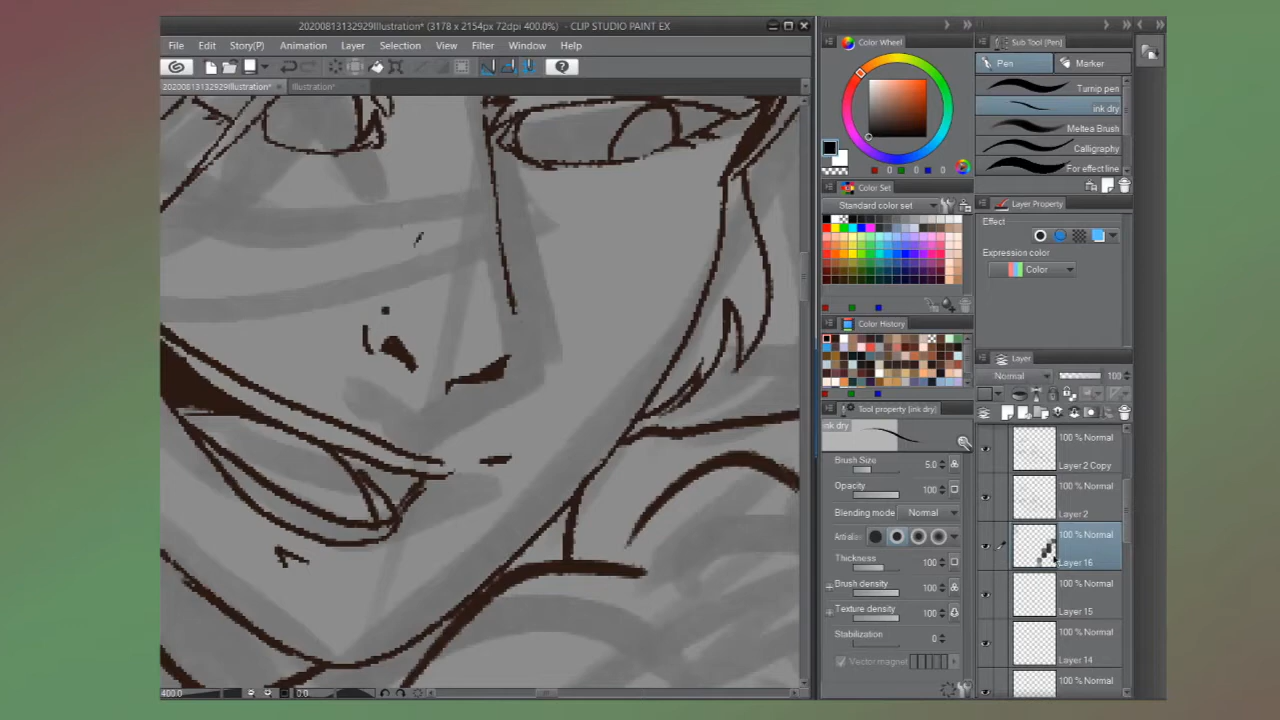 20200813132929Illustration* (3178 x 2154px 72dpi 400.0%) - CLIP STUDIO PAINT EX
File Edit Story(P) Animation Layer Selection View Filter Window Help
20200813132929Illustration* Illustration*
400.0 0.0
Color Wheel
0 0 0
Color Set
Standard color set
Color History
Tool property [ink dry]
ink dry
Brush Size 5.0
Opacity 100
Blending mode Normal
Thickness 100
Brush density 100
Texture density 100
Stabilization 0
Vector magnet
Sub Tool [Pen]
Pen Marker
Turnip pen
ink dry
Meltea Brush
Calligraphy
For effect line
Layer Property
Effect
Expression color
Color
Layer
Normal 100
100 % Normal
Layer 2 Copy
100 % Normal
Layer 2
100 % Normal
Layer 16
100 % Normal
Layer 15
100 % Normal
Layer 14
100 % Normal